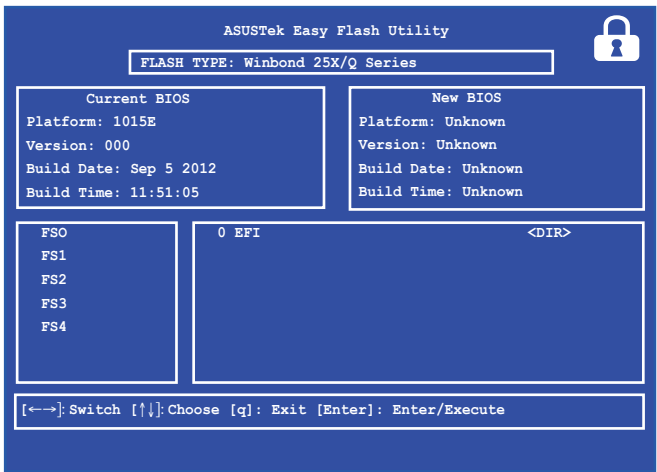 ASUSTek Easy Flash Utility
FLASH TYPE: Winbond 25X/Q Series
Current BIOS
Platform: 1015E
Version: 000
Build Date: Sep 5 2012
Build Time: 11:51:05
New BIOS
Platform: Unknown
Version: Unknown
Build Date: Unknown
Build Time: Unknown
FSO
FS1
FS2
FS3
FS4
0 EFI <DIR>
[←→]: Switch [↑↓]: Choose [q]: Exit [Enter]: Enter/Execute